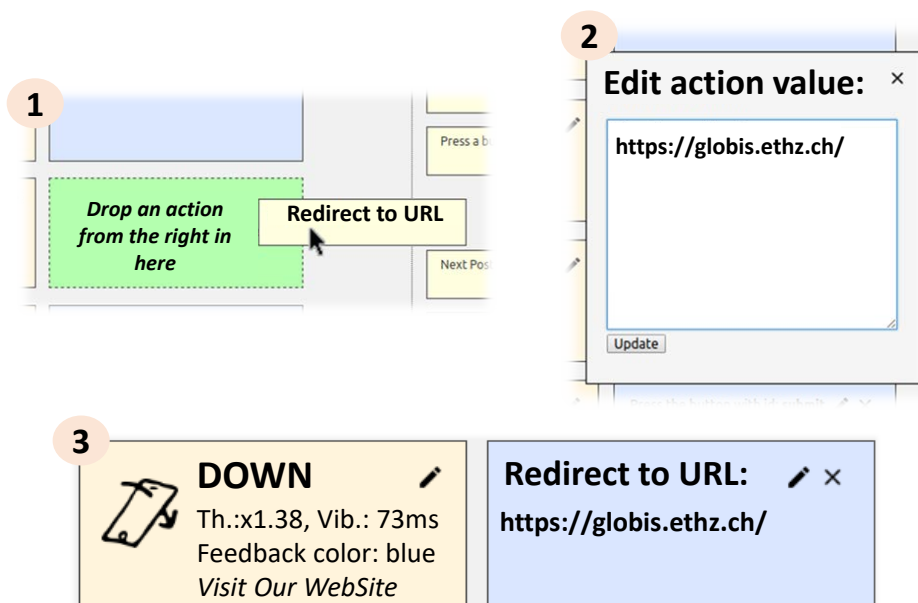 1
Press a b
Drop an action
from the right in
here
Redirect to URL
Next Pos
2
Edit action value:
https://globis.ethz.ch/
Update
3
DOWN
Th.:x1.38, Vib.: 73ms
Feedback color: blue
Visit Our WebSite
Redirect to URL:
https://globis.ethz.ch/